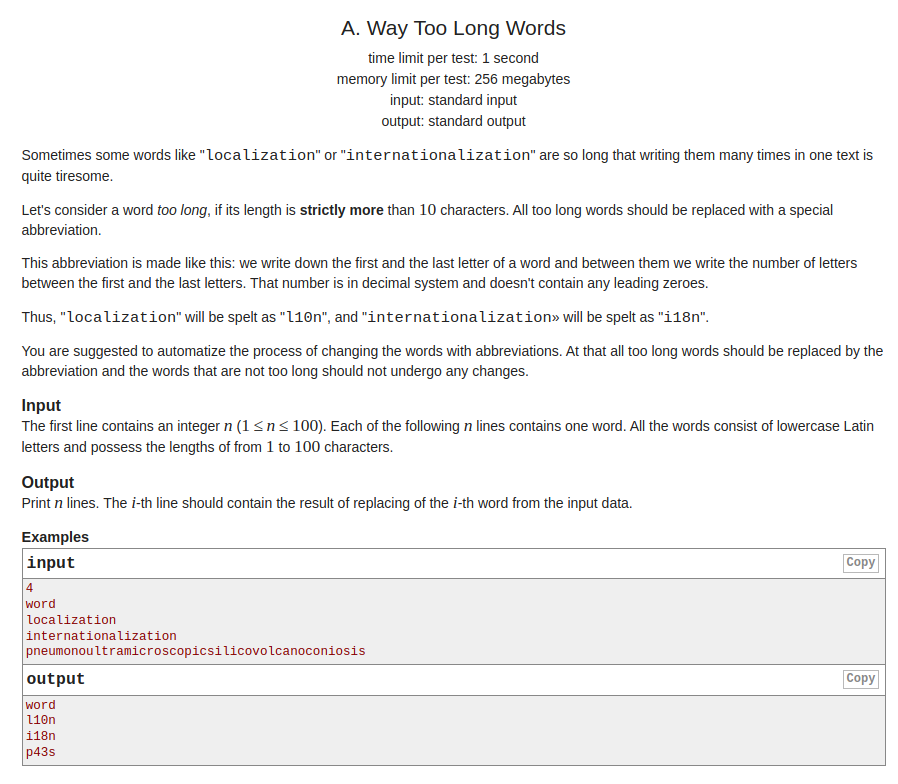 A. Way Too Long Words
time limit per test: 1 second
memory limit per test: 256 megabytes
input: standard input
output: standard output
Sometimes some words like "localization" or "internationalization" are so long that writing them many times in one text is
quite tiresome.
Let's consider a word too long, if its length is strictly more than 10 characters. All too long words should be replaced with a special
abbreviation.
This abbreviation is made like this: we write down the first and the last letter of a word and between them we write the number of letters
between the first and the last letters. That number is in decimal system and doesn't contain any leading zeroes.
Thus, "localization" will be spelt as "l10n", and "internationalization» will be spelt as "i18n".
You are suggested to automatize the process of changing the words with abbreviations. At that all too long words should be replaced by the
abbreviation and the words that are not too long should not undergo any changes.
Input
The first line contains an integer n (1 ≤ n ≤ 100). Each of the following n lines contains one word. All the words consist of lowercase Latin
letters and possess the lengths of from 1 to 100 characters.
Output
Print n lines. The i-th line should contain the result of replacing of the i-th word from the input data.
Examples
input Copy
4
word
localization
internationalization
pneumonoultramicroscopicsilicovolcanoconiosis
output Copy
word
l10n
i18n
p43s